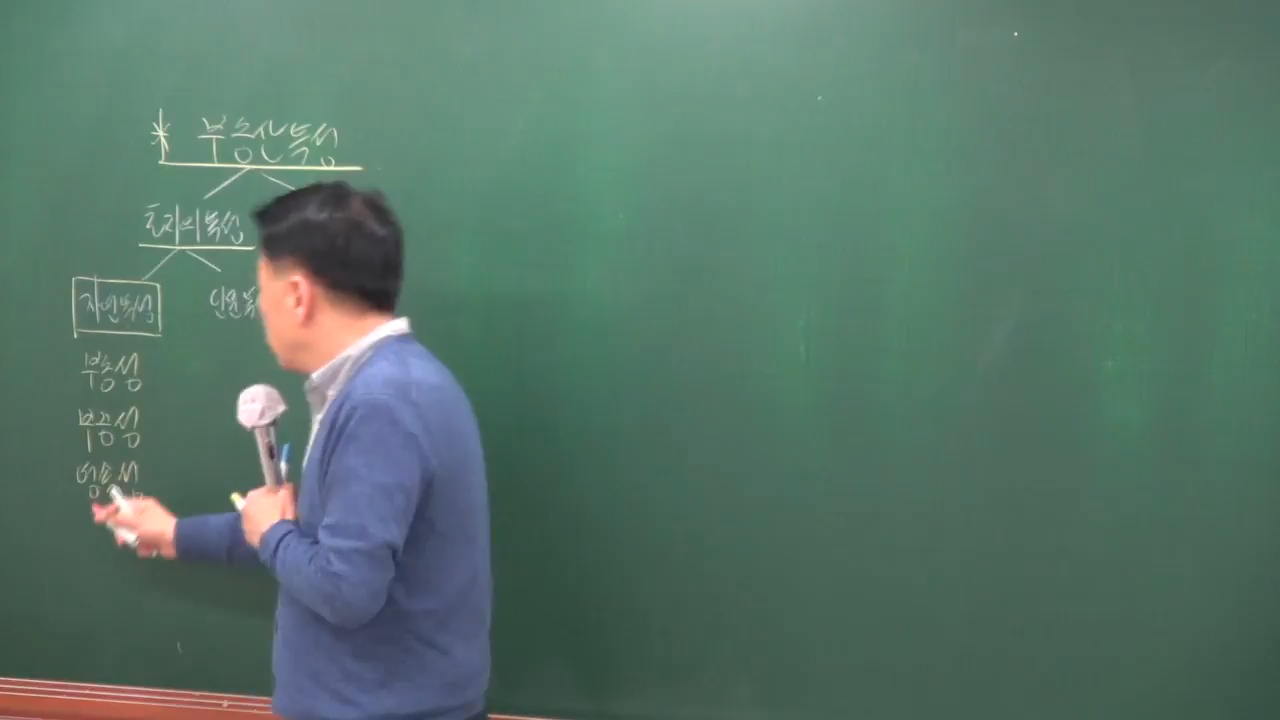 * 부동산특성
토지의 특성
자연특성 인문특
부동성
부증성
영속성